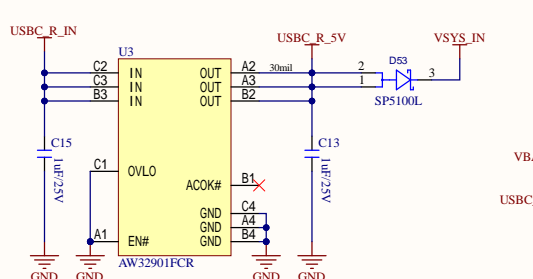 USBC_R_IN
USBC_R_5V
VSYS_IN
U3
D53
C2 IN OUT A2 30mil 2
C3 IN OUT A3 1 3
B3 IN OUT B2
SP5100L
C15
1uF/25V
C13
1uF/25V
C1 OVLO
ACOK# B1
GND C4
GND A4
A1 EN# GND B4
AW32901FCR
GND
GND
GND
GND
VBA
USBC_